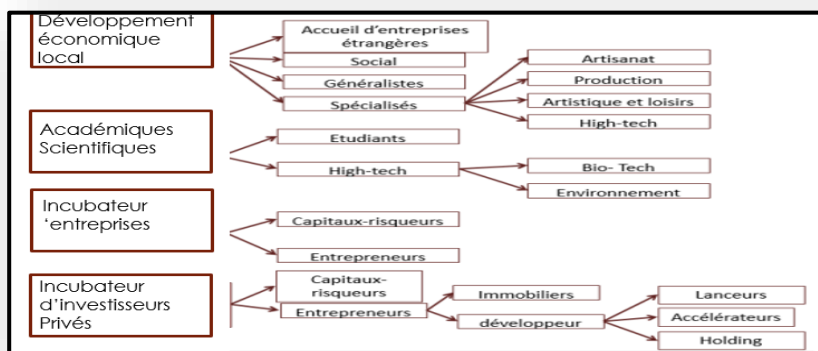 Développement
économique
local
Accueil d'entreprises
étrangères
Social
Généralistes
Spécialisés
Artisanat
Production
Artistique et loisirs
High-tech
Académiques
Scientifiques
Etudiants
High-tech
Bio- Tech
Environnement
Incubateur
‘entreprises
Capitaux-risqueurs
Entrepreneurs
Incubateur
d’investisseurs
Privés
Capitaux-
risqueurs
Entrepreneurs
Immobiliers
développeur
Lanceurs
Accélérateurs
Holding